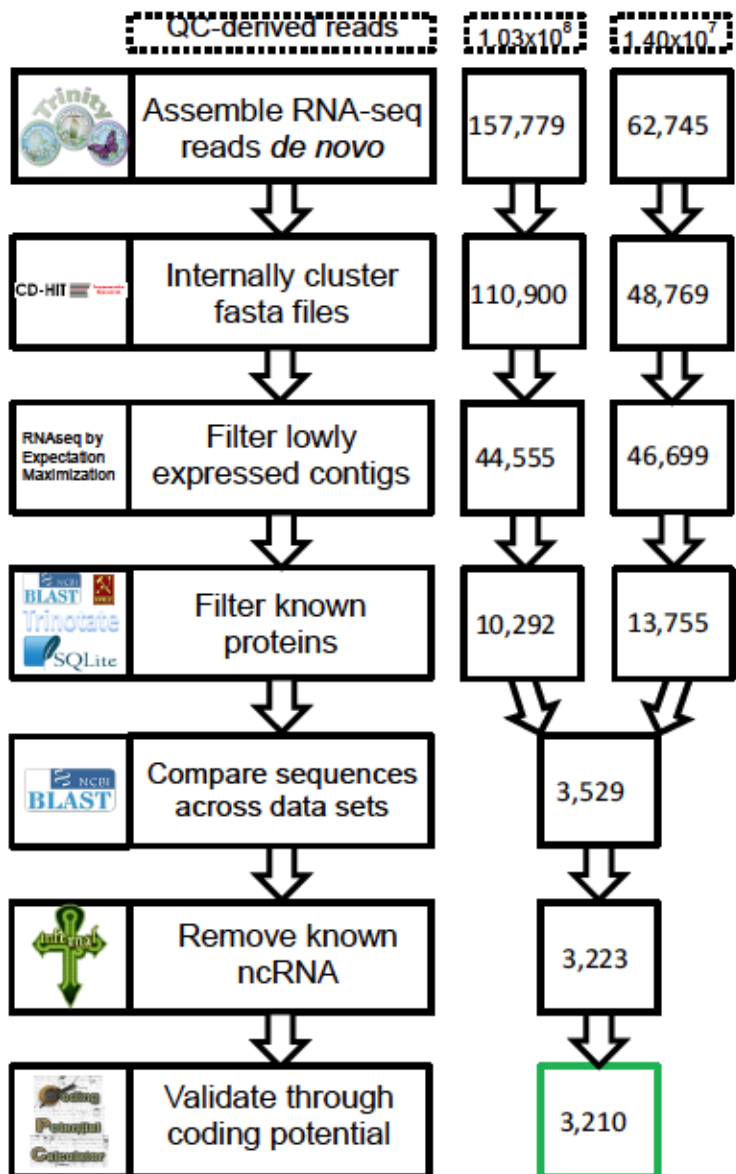 QC-derived reads 1.03x10⁸ 1.40x10⁷
Trinity
Assemble RNA-seq
reads de novo
157,779 62,745
CD-HIT
Internally cluster
fasta files
110,900 48,769
RNAseq by
Expectation
Maximization
Filter lowly
expressed contigs
44,555 46,699
NCBI
BLAST
Trinotate
SQLite
Filter known
proteins
10,292 13,755
NCBI
BLAST
Compare sequences
across data sets
3,529
Infernal
Remove known
ncRNA
3,223
Coding
Potential
Calculator
Validate through
coding potential
3,210